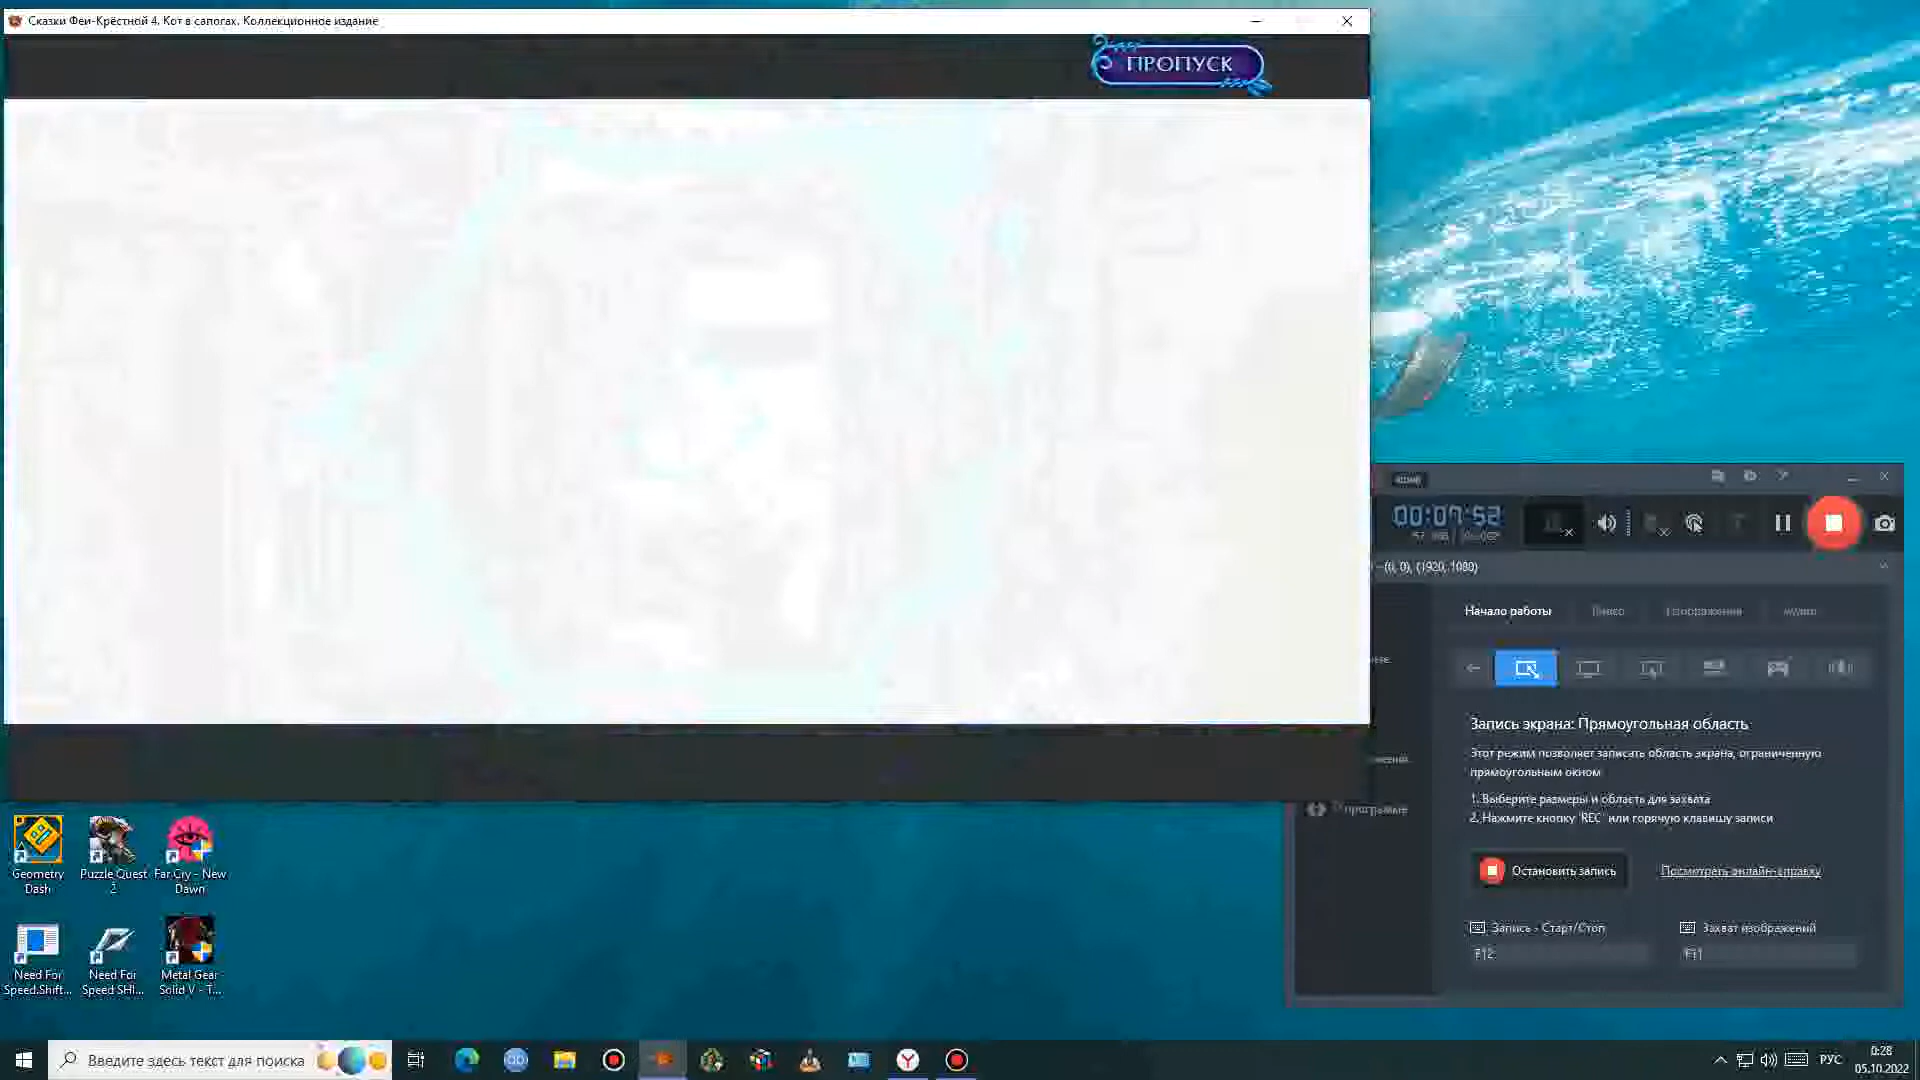 Сказки Феи-Крёстной 4. Кот в сапогах. Коллекционное издание
ПРОПУСК
00:07:52
(0, 0), (1920, 1080)
Начало работы
Запись экрана: Прямоугольная область
Этот режим позволяет записать область экрана, ограниченную
прямоугольным окном
1. Выберите размеры и область для захвата
2. Нажмите кнопку 'REC' или горячую клавишу записи
О программе
Остановить запись
Посмотреть онлайн-справку
Запись - Старт/Стоп
Захват изображений
F12
F11
Geometry
Dash
Puzzle Quest
2
Far Cry - New
Dawn
Need For
Speed.Shift...
Need For
Speed SHI...
Metal Gear
Solid V - T...
Введите здесь текст для поиска
РУС
0:28
05.10.2022